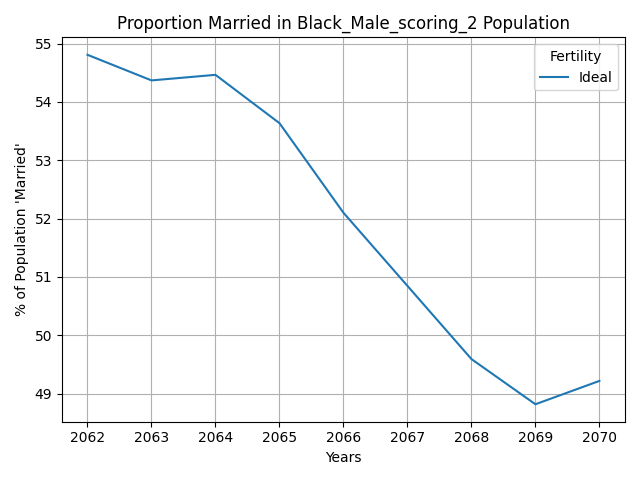 Proportion Married in Black_Male_scoring_2 Population
% of Population 'Married'
55
54
53
52
51
50
49
Fertility
Ideal
2062 2063 2064 2065 2066 2067 2068 2069 2070
Years